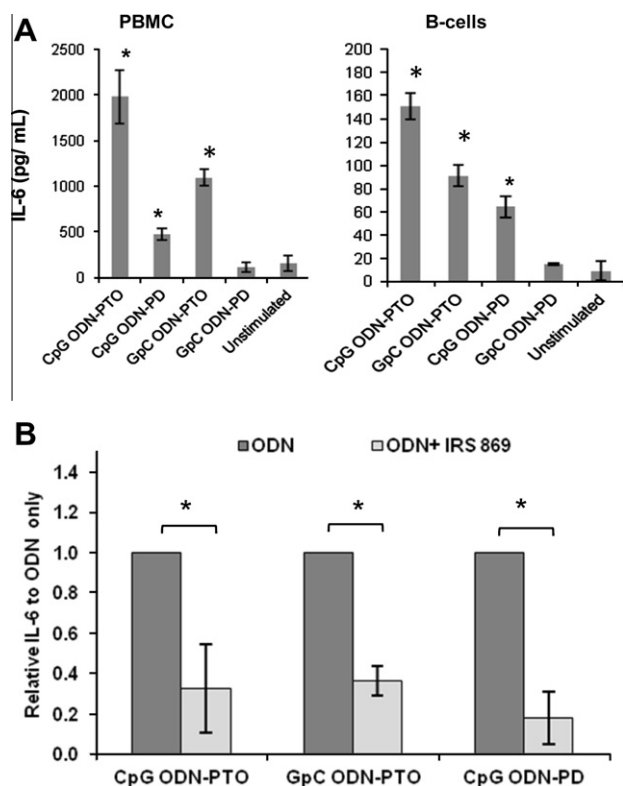 A
PBMC
B-cells
IL-6 (pg/ mL)
2500
2000
1500
1000
500
0
*
*
*
CpG ODN-PTO
CpG ODN-PD
GpC ODN-PTO
GpC ODN-PD
Unstimulated
180
160
140
120
100
80
60
40
20
0
*
*
*
CpG ODN-PTO
GpC ODN-PTO
CpG ODN-PD
GpC ODN-PD
Unstimulated
B
ODN
ODN+ IRS 869
Relative IL-6 to ODN only
1.4
1.2
1.0
0.8
0.6
0.4
0.2
0.0
*
*
*
CpG ODN-PTO
GpC ODN-PTO
CpG ODN-PD